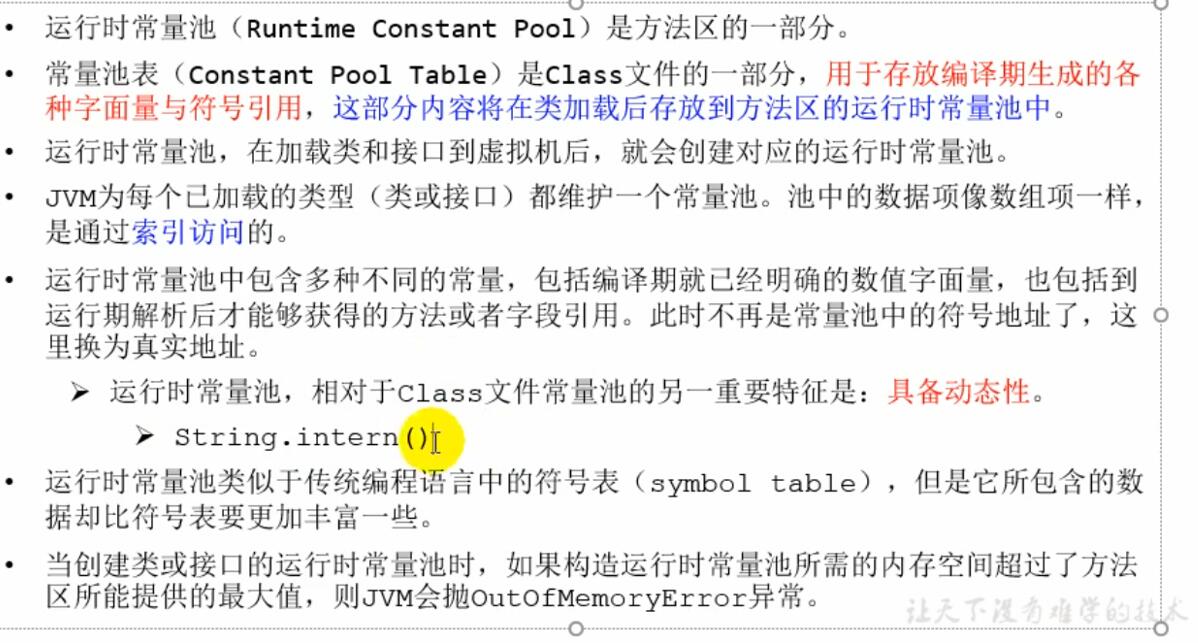 • 运行时常量池（Runtime Constant Pool）是方法区的一部分。
• 常量池表（Constant Pool Table）是Class文件的一部分，用于存放编译期生成的各
种字面量与符号引用，这部分内容将在类加载后存放到方法区的运行时常量池中。
• 运行时常量池，在加载类和接口到虚拟机后，就会创建对应的运行时常量池。
• JVM为每个已加载的类型（类或接口）都维护一个常量池。池中的数据项像数组项一样，
是通过索引访问的。
• 运行时常量池中包含多种不同的常量，包括编译期就已经明确的数值字面量，也包括到
运行期解析后才能够获得的方法或者字段引用。此时不再是常量池中的符号地址了，这
里换为真实地址。
➢ 运行时常量池，相对于Class文件常量池的另一重要特征是：具备动态性。
➢ String.intern()
• 运行时常量池类似于传统编程语言中的符号表（symbol table），但是它所包含的数
据却比符号表要更加丰富一些。
• 当创建类或接口的运行时常量池时，如果构造运行时常量池所需的内存空间超过了方法
区所能提供的最大值，则JVM会抛OutOfMemoryError异常。
让天下没有难学的技术